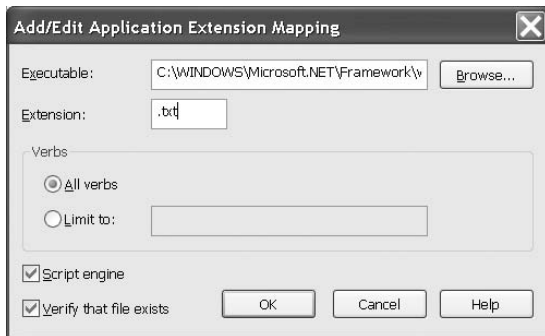 Add/Edit Application Extension Mapping
Executable: C:\WINDOWS\Microsoft.NET\Framework\v Browse...
Extension: .txt
Verbs
All verbs
Limit to:
Script engine
Verify that file exists OK Cancel Help